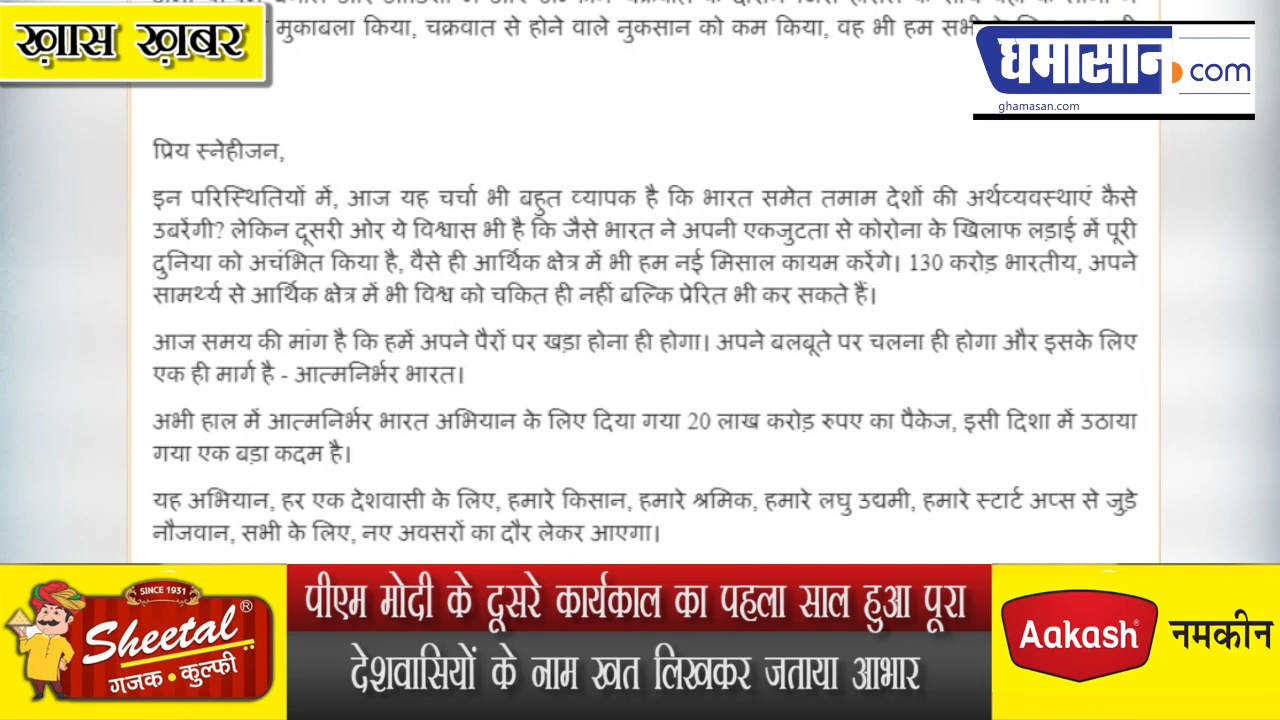 ख़ास ख़बर
मुकाबला किया, चक्रवात से होने वाले नुकसान को कम किया, वह भी हम सभी
घमासान.com
ghamasan.com
प्रिय स्नेहीजन,
इन परिस्थितियों में, आज यह चर्चा भी बहुत व्यापक है कि भारत समेत तमाम देशों की अर्थव्यवस्थाएं कैसे
उबरेंगी? लेकिन दूसरी ओर ये विश्वास भी है कि जैसे भारत ने अपनी एकजुटता से कोरोना के खिलाफ लड़ाई में पूरी
दुनिया को अचंभित किया है, वैसे ही आर्थिक क्षेत्र में भी हम नई मिसाल कायम करेंगे। 130 करोड़ भारतीय, अपने
सामर्थ्य से आर्थिक क्षेत्र में भी विश्व को चकित ही नहीं बल्कि प्रेरित भी कर सकते हैं।
आज समय की मांग है कि हमें अपने पैरों पर खड़ा होना ही होगा। अपने बलबूते पर चलना ही होगा और इसके लिए
एक ही मार्ग है - आत्मनिर्भर भारत।
अभी हाल में आत्मनिर्भर भारत अभियान के लिए दिया गया 20 लाख करोड़ रुपए का पैकेज, इसी दिशा में उठाया
गया एक बड़ा कदम है।
यह अभियान, हर एक देशवासी के लिए, हमारे किसान, हमारे श्रमिक, हमारे लघु उद्यमी, हमारे स्टार्ट अप्स से जुड़े
नौजवान, सभी के लिए, नए अवसरों का दौर लेकर आएगा।
SINCE 1931
Sheetal®
गजक • कुल्फी
पीएम मोदी के दूसरे कार्यकाल का पहला साल हुआ पूरा
देशवासियों के नाम खत लिखकर जताया आभार
Aakash® नमकीन